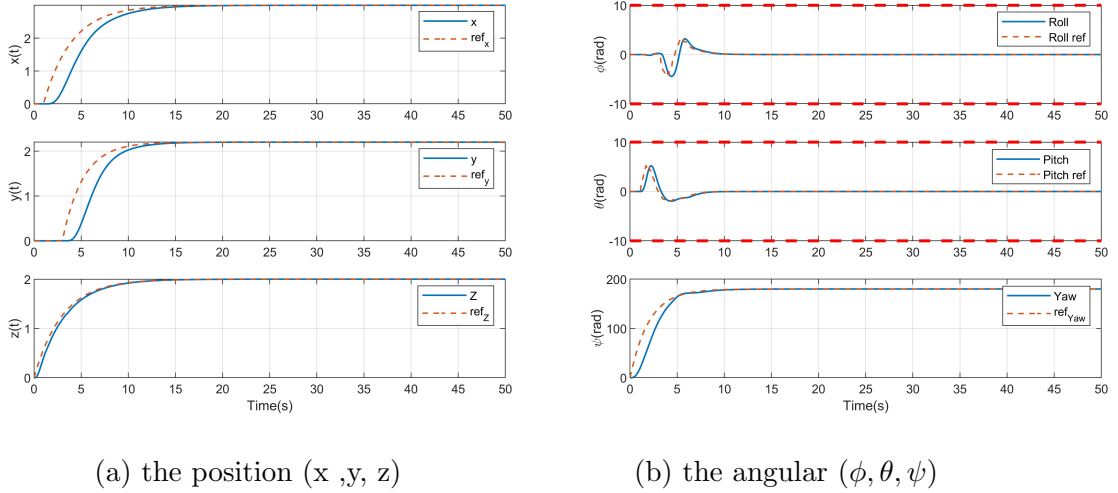 x(t)
2
0
0 5 10 15 20 25 30 35 40 45 50
x
ref_x
y(t)
2
1
0
0 5 10 15 20 25 30 35 40 45 50
y
ref_y
z(t)
2
1
0
0 5 10 15 20 25 30 35 40 45 50
Time(s)
Z
ref_Z
(a) the position (x ,y, z)
ϕ(rad)
10
0
-10
0 5 10 15 20 25 30 35 40 45 50
Roll
Roll ref
θ(rad)
10
0
-10
0 5 10 15 20 25 30 35 40 45 50
Pitch
Pitch ref
ψ(rad)
200
100
0
0 5 10 15 20 25 30 35 40 45 50
Time(s)
Yaw
ref_Yaw
(b) the angular (ϕ, θ, ψ)